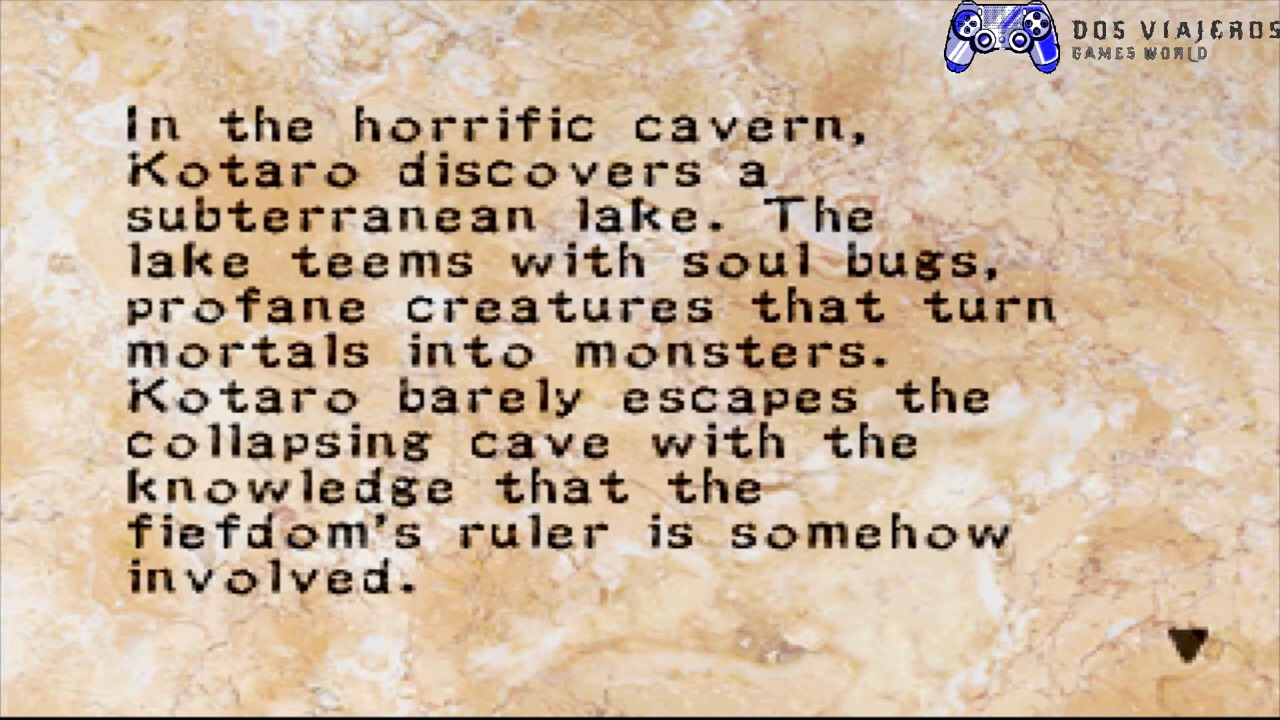 DOS VIAJEROS
GAMES WORLD
In the horrific cavern,
Kotaro discovers a
subterranean lake. The
lake teems with soul bugs,
profane creatures that turn
mortals into monsters.
Kotaro barely escapes the
collapsing cave with the
knowledge that the
fiefdom's ruler is somehow
involved.